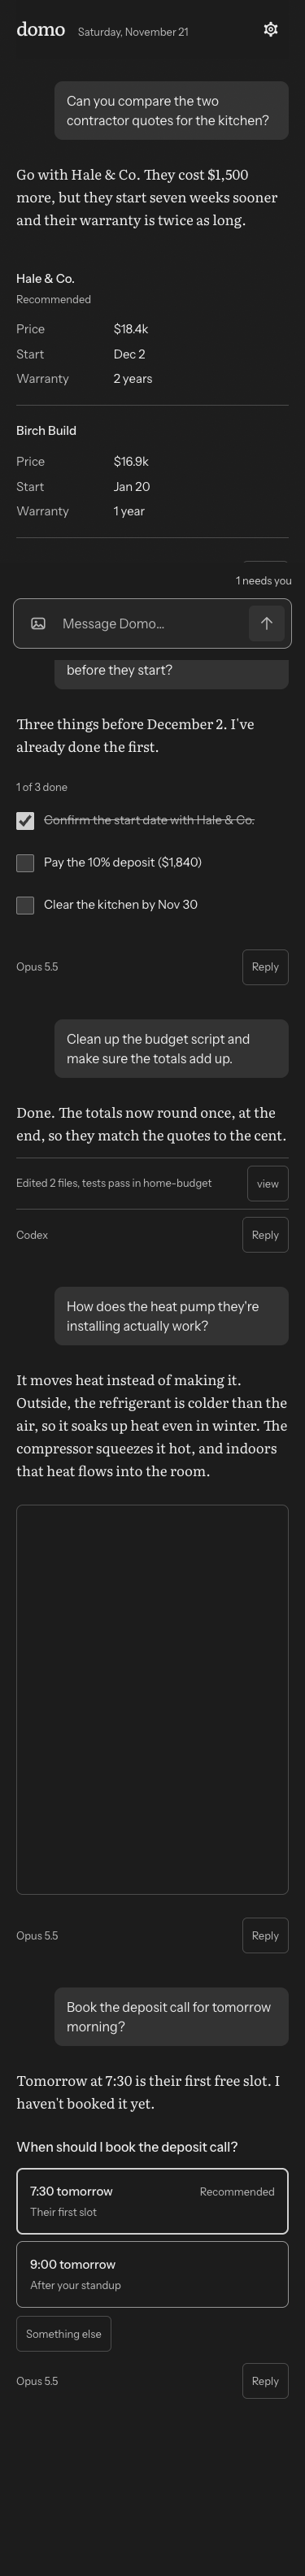 domo
Saturday, November 21
Can you compare the two
contractor quotes for the kitchen?
Go with Hale & Co. They cost $1,500
more, but they start seven weeks sooner
and their warranty is twice as long.
Hale & Co.
Recommended
Price $18.4k
Start Dec 2
Warranty 2 years
Birch Build
Price $16.9k
Start Jan 20
Warranty 1 year
1 needs you
Message Domo...
before they start?
Three things before December 2. I've
already done the first.
1 of 3 done
Confirm the start date with Hale & Co.
Pay the 10% deposit ($1,840)
Clear the kitchen by Nov 30
Opus 5.5 Reply
Clean up the budget script and
make sure the totals add up.
Done. The totals now round once, at the
end, so they match the quotes to the cent.
Edited 2 files, tests pass in home-budget view
Codex Reply
How does the heat pump they're
installing actually work?
It moves heat instead of making it.
Outside, the refrigerant is colder than the
air, so it soaks up heat even in winter. The
compressor squeezes it hot, and indoors
that heat flows into the room.
Opus 5.5 Reply
Book the deposit call for tomorrow
morning?
Tomorrow at 7:30 is their first free slot. I
haven't booked it yet.
When should I book the deposit call?
7:30 tomorrow Recommended
Their first slot
9:00 tomorrow
After your standup
Something else
Opus 5.5 Reply